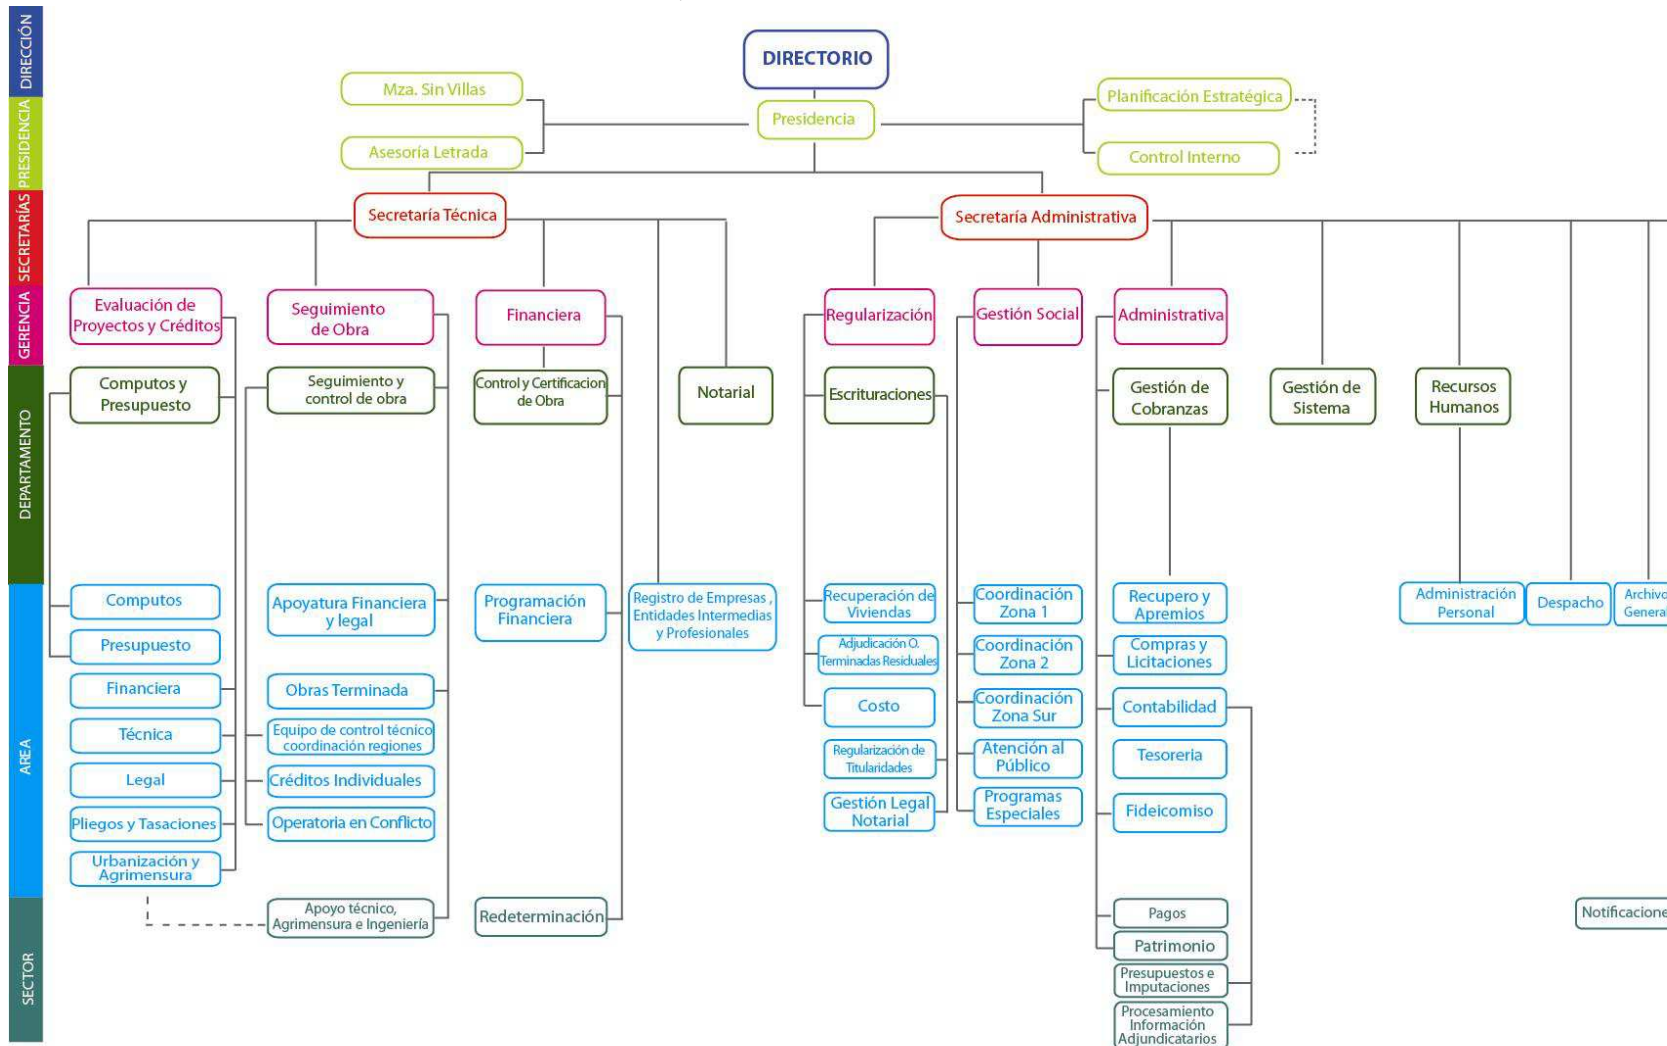 DIRECCIÓN
DIRECTORIO
PRESIDENCIA
Mza. Sin Villas
Planificación Estratégica
Presidencia
Asesoría Letrada
Control Interno
SECRETARÍAS
Secretaría Técnica
Secretaría Administrativa
GERENCIA
Evaluación de
Proyectos y Créditos
Seguimiento
de Obra
Financiera
Regularización
Gestión Social
Administrativa
DEPARTAMENTO
Computos y
Presupuesto
Seguimiento y
control de obra
Control y Certificacion
de Obra
Notarial
Escrituraciones
Gestión de
Cobranzas
Gestión de
Sistema
Recursos
Humanos
AREA
Computos
Apoyatura Financiera
y legal
Programación
Financiera
Registro de Empresas ,
Entidades Intermedias
y Profesionales
Recuperación de
Viviendas
Coordinación
Zona 1
Recupero y
Apremios
Administración
Personal
Despacho
Archivo
General
Presupuesto
Adjudicación O.
Terminadas Residuales
Coordinación
Zona 2
Compras y
Licitaciones
Financiera
Obras Terminada
Costo
Coordinación
Zona Sur
Contabilidad
Técnica
Equipo de control técnico
coordinación regiones
Regularización de
Titularidades
Atención al
Público
Tesoreria
Legal
Créditos Individuales
Gestión Legal
Notarial
Programas
Especiales
Fideicomiso
Pliegos y Tasaciones
Operatoria en Conflicto
Urbanización y
Agrimensura
SECTOR
Apoyo técnico,
Agrimensura e Ingeniería
Redeterminación
Pagos
Notificacione
Patrimonio
Presupuestos e
Imputaciones
Procesamiento
Información
Adjundicatarios